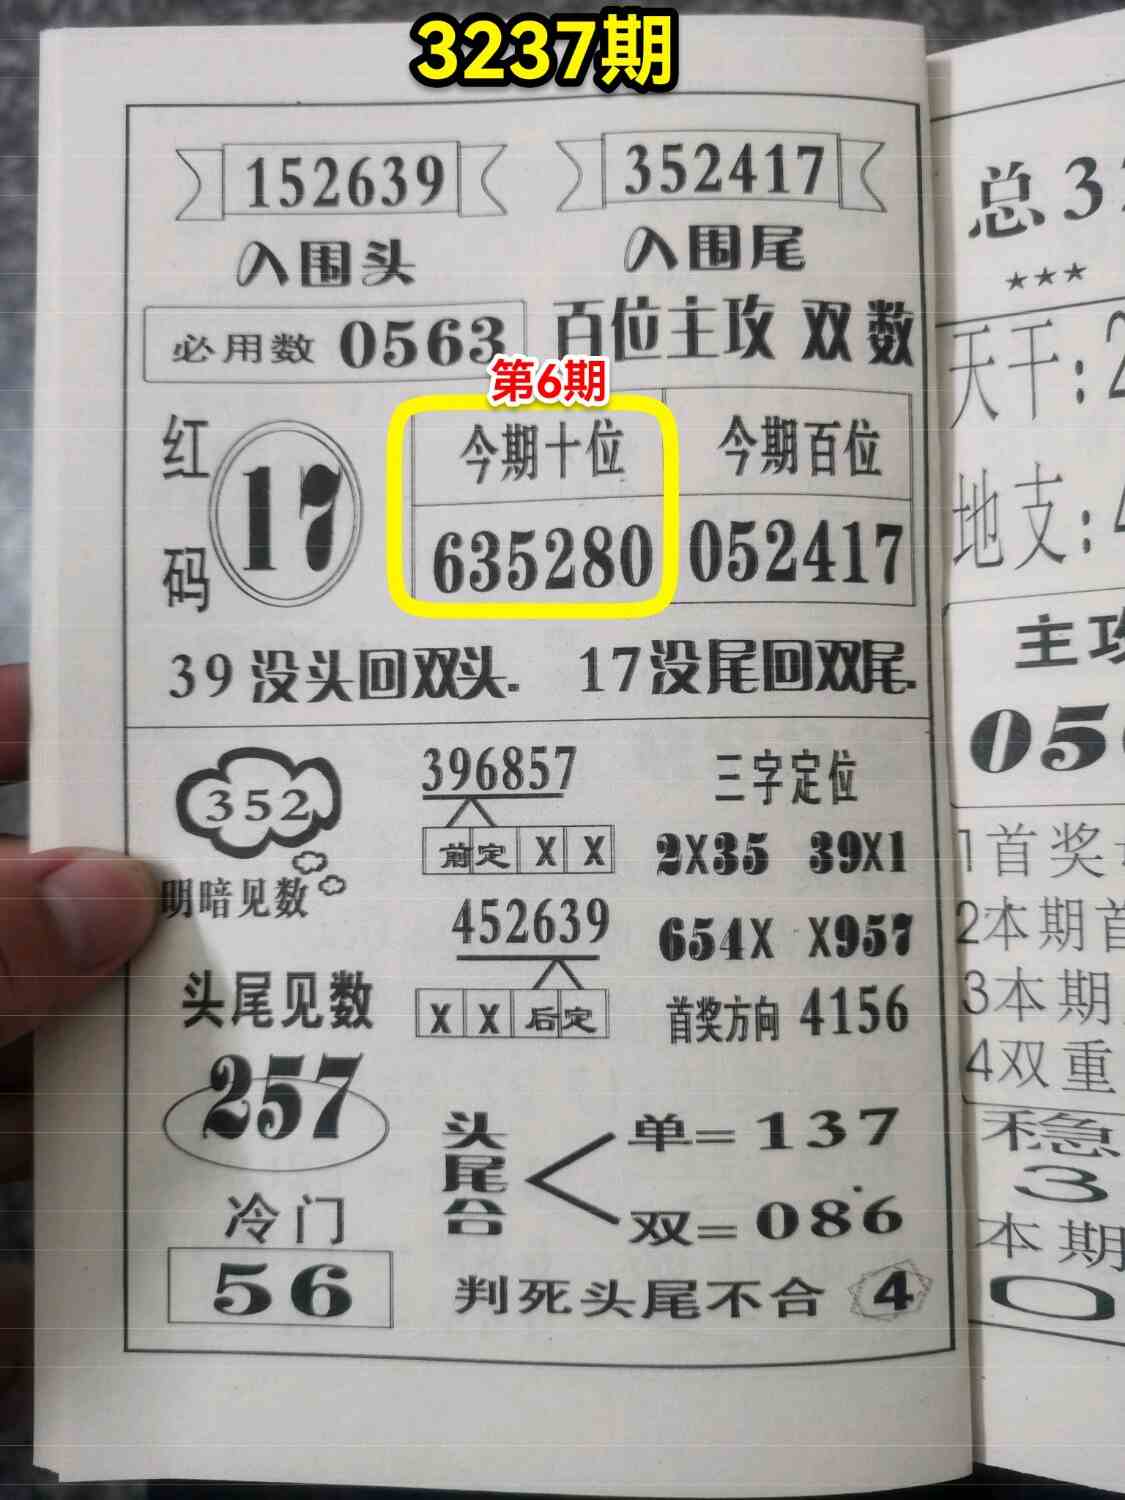 3237期
152639
352417
入围头
入围尾
必用数 0563
百位主攻 双数
第6期
红码
17
今期十位
今期百位
635280
052417
39没头回双头.
17没尾回双尾.
352
明暗见数
396857
前定 X X
452639
X X 后定
三字定位
2X35 39X1
654X X957
首奖方向 4156
头尾见数
257
冷门
56
头尾合
单=137
双=086
判死头尾不合 4
总3
★★★
天干:2
地支:4
主攻
05
1首奖
2本期首
3本期
4双重
稳
3
本期
0